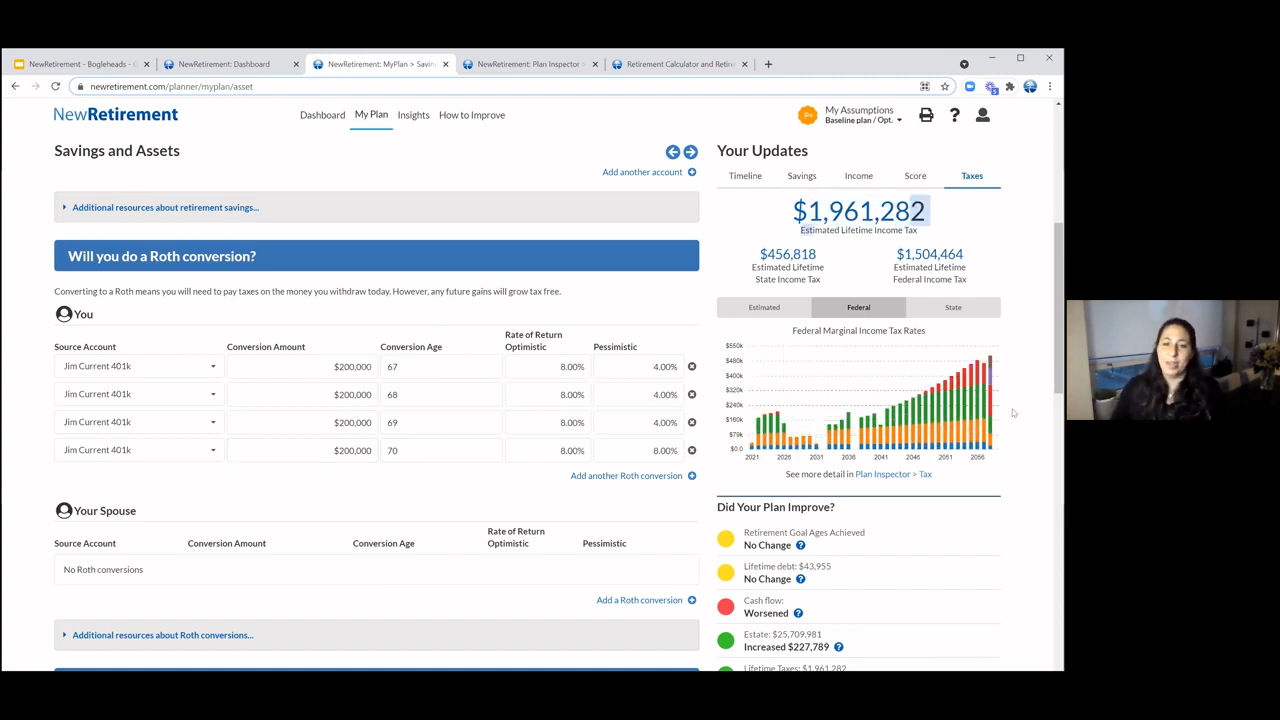 NewRetirement - Bogleheads - G
NewRetirement: Dashboard
NewRetirement: MyPlan > Savin
NewRetirement: Plan Inspector >
Retirement Calculator and Retire
newretirement.com/planner/myplan/asset
NewRetirement
Dashboard
My Plan
Insights
How to Improve
My Assumptions
Baseline plan / Opt.
Savings and Assets
Add another account
Additional resources about retirement savings...
Will you do a Roth conversion?
Converting to a Roth means you will need to pay taxes on the money you withdraw today. However, any future gains will grow tax free.
You
Source Account Conversion Amount Conversion Age Rate of Return Optimistic Pessimistic
Jim Current 401k $200,000 67 8.00% 4.00%
Jim Current 401k $200,000 68 8.00% 4.00%
Jim Current 401k $200,000 69 8.00% 4.00%
Jim Current 401k $200,000 70 8.00% 8.00%
Add another Roth conversion
Your Spouse
Source Account Conversion Amount Conversion Age Rate of Return Optimistic Pessimistic
No Roth conversions
Add a Roth conversion
Additional resources about Roth conversions...
Your Updates
Timeline Savings Income Score Taxes
$1,961,282
Estimated Lifetime Income Tax
$456,818
Estimated Lifetime
State Income Tax
$1,504,464
Estimated Lifetime
Federal Income Tax
Estimated Federal State
Federal Marginal Income Tax Rates
$550k
$480k
$400k
$320k
$240k
$160k
$79k
$0.0
2021 2026 2031 2036 2041 2046 2051 2056
See more detail in Plan Inspector > Tax
Did Your Plan Improve?
Retirement Goal Ages Achieved
No Change
Lifetime debt: $43,955
No Change
Cash flow:
Worsened
Estate: $25,709,981
Increased $227,789
Lifetime Taxes: $1,961,282